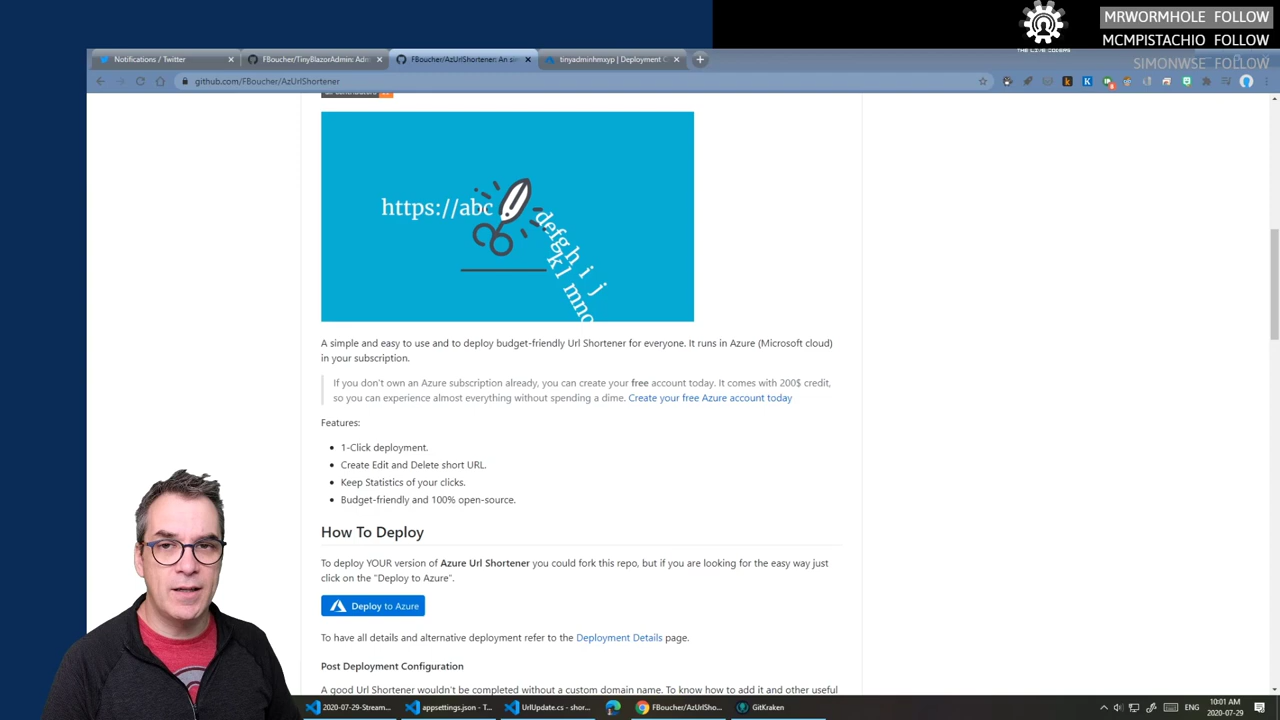 MRWORMHOLE FOLLOW
MCMPISTACHIO FOLLOW
SIMONWSE FOLLOW
THE LIVE CODERS
Notifications / Twitter
FBoucher/TinyBlazorAdmin: Adm
FBoucher/AzUrlShortener: An sim
tinyadminhmxyp | Deployment C
github.com/FBoucher/AzUrlShortener
https://abc
defgh i j
kl mno
A simple and easy to use and to deploy budget-friendly Url Shortener for everyone. It runs in Azure (Microsoft cloud)
in your subscription.
If you don't own an Azure subscription already, you can create your free account today. It comes with 200$ credit,
so you can experience almost everything without spending a dime. Create your free Azure account today
Features:
1-Click deployment.
Create Edit and Delete short URL.
Keep Statistics of your clicks.
Budget-friendly and 100% open-source.
How To Deploy
To deploy YOUR version of Azure Url Shortener you could fork this repo, but if you are looking for the easy way just
click on the "Deploy to Azure".
Deploy to Azure
To have all details and alternative deployment refer to the Deployment Details page.
Post Deployment Configuration
A good Url Shortener wouldn't be completed without a custom domain name. To know how to add it and other useful
2020-07-29-Stream...
appsettings.json - T...
UrlUpdate.cs - shor...
FBoucher/AzUrlSho...
GitKraken
ENG
10:01 AM
2020-07-29